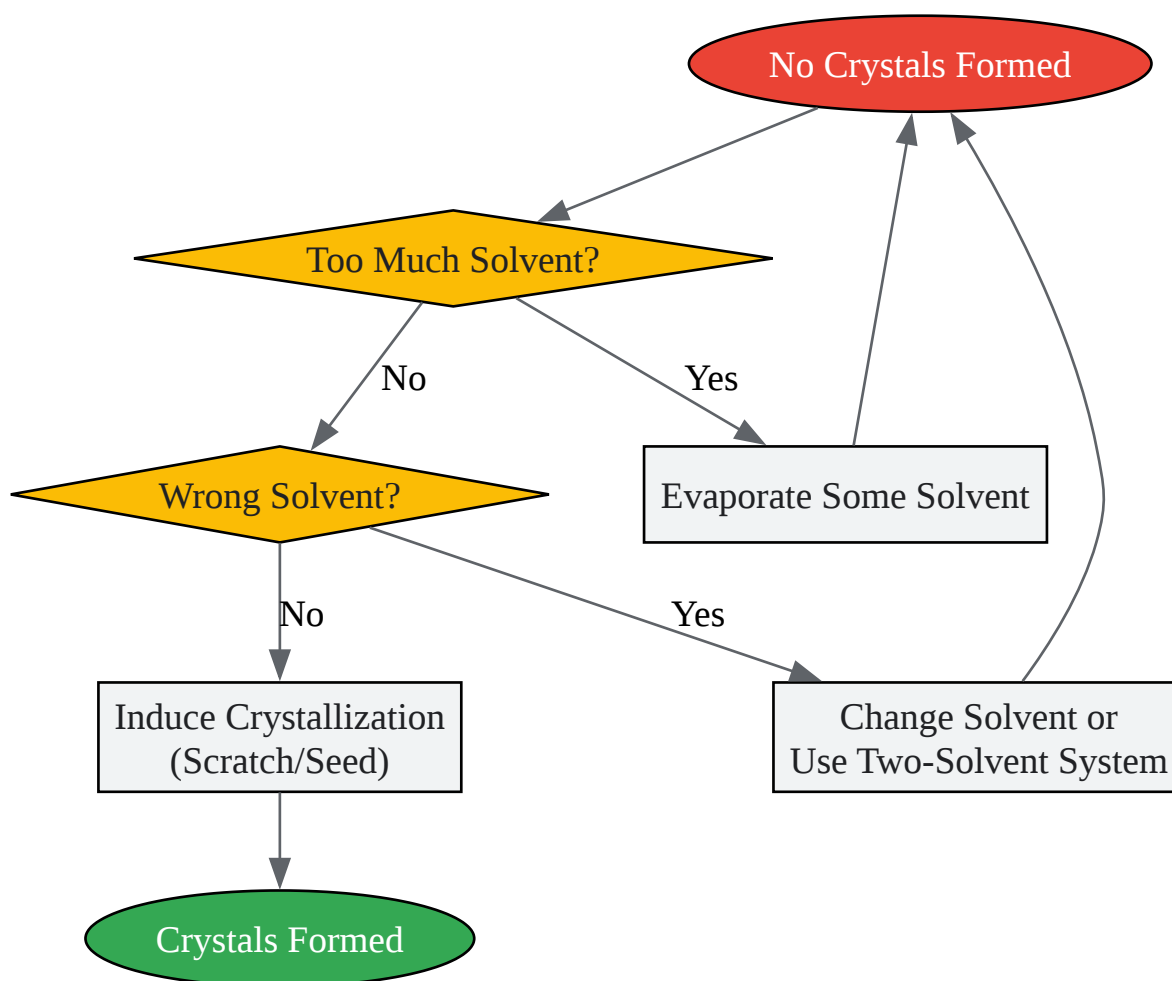 No Crystals Formed
Too Much Solvent?
No
Yes
Wrong Solvent?
Evaporate Some Solvent
No
Yes
Induce Crystallization
(Scratch/Seed)
Change Solvent or
Use Two-Solvent System
Crystals Formed